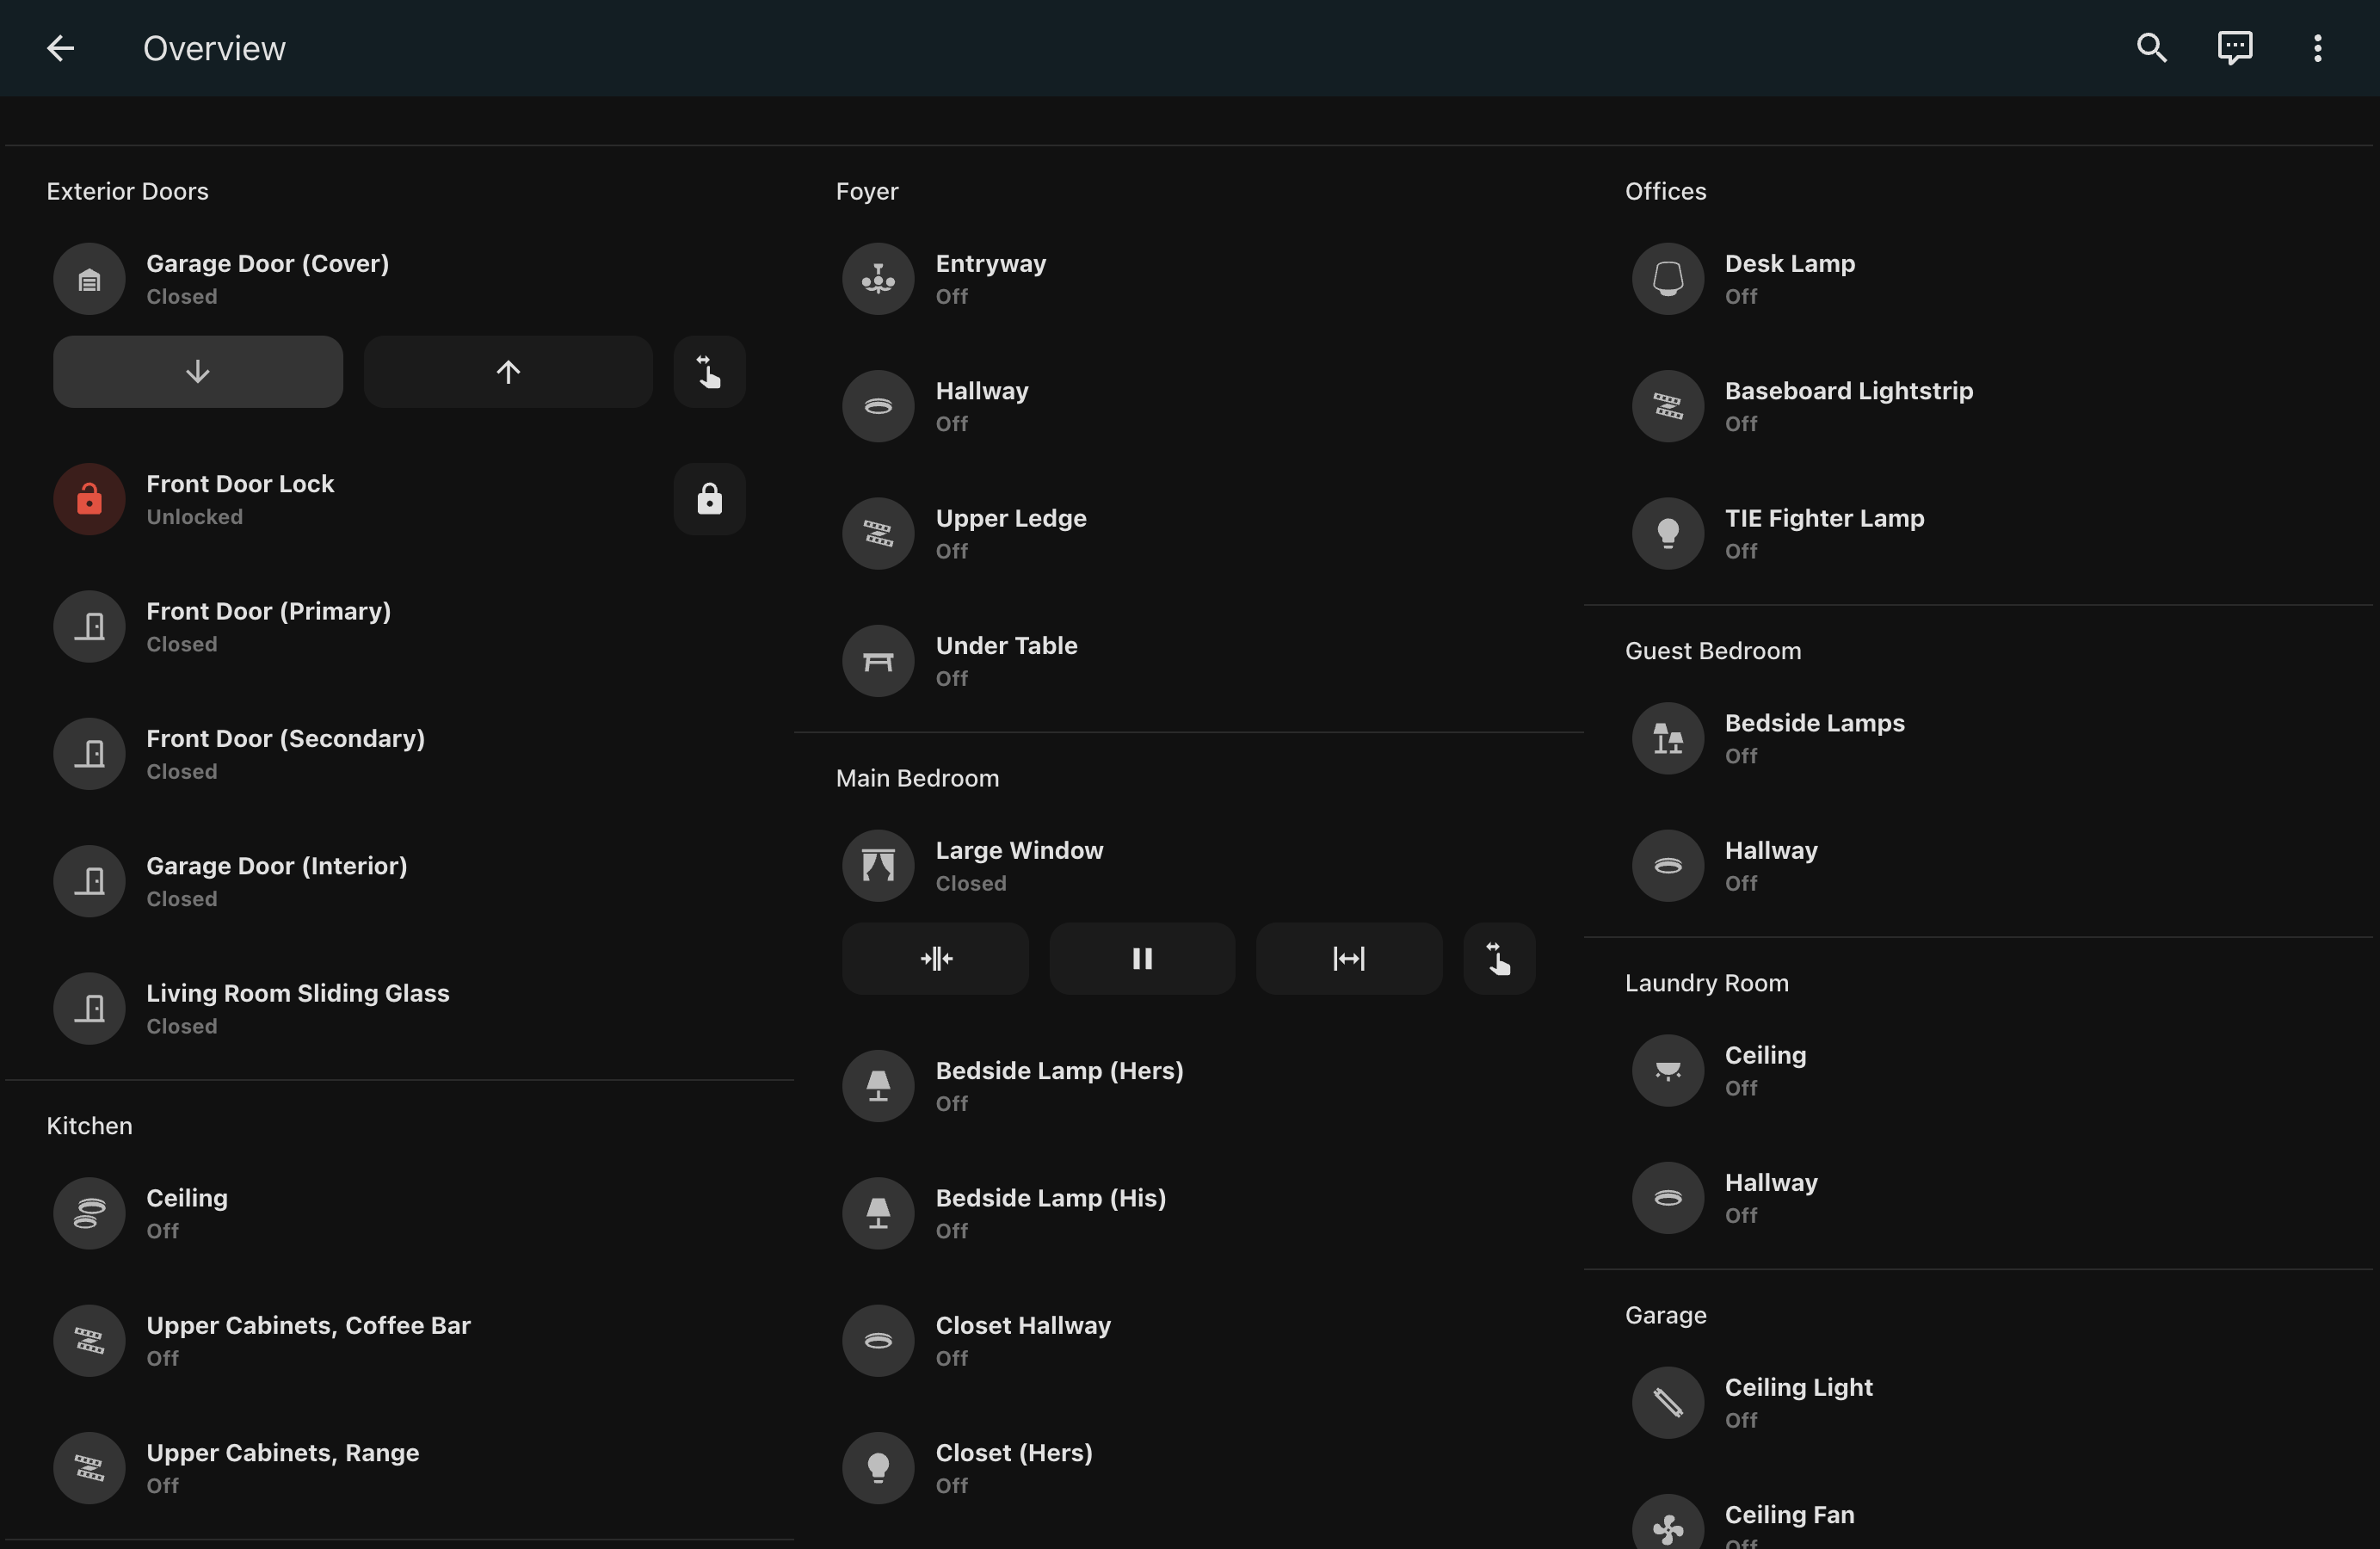 Overview
Exterior Doors
Garage Door (Cover)
Closed
Front Door Lock
Unlocked
Front Door (Primary)
Closed
Front Door (Secondary)
Closed
Garage Door (Interior)
Closed
Living Room Sliding Glass
Closed
Kitchen
Ceiling
Off
Upper Cabinets, Coffee Bar
Off
Upper Cabinets, Range
Off
Foyer
Entryway
Off
Hallway
Off
Upper Ledge
Off
Under Table
Off
Main Bedroom
Large Window
Closed
Bedside Lamp (Hers)
Off
Bedside Lamp (His)
Off
Closet Hallway
Off
Closet (Hers)
Off
Offices
Desk Lamp
Off
Baseboard Lightstrip
Off
TIE Fighter Lamp
Off
Guest Bedroom
Bedside Lamps
Off
Hallway
Off
Laundry Room
Ceiling
Off
Hallway
Off
Garage
Ceiling Light
Off
Ceiling Fan
Off